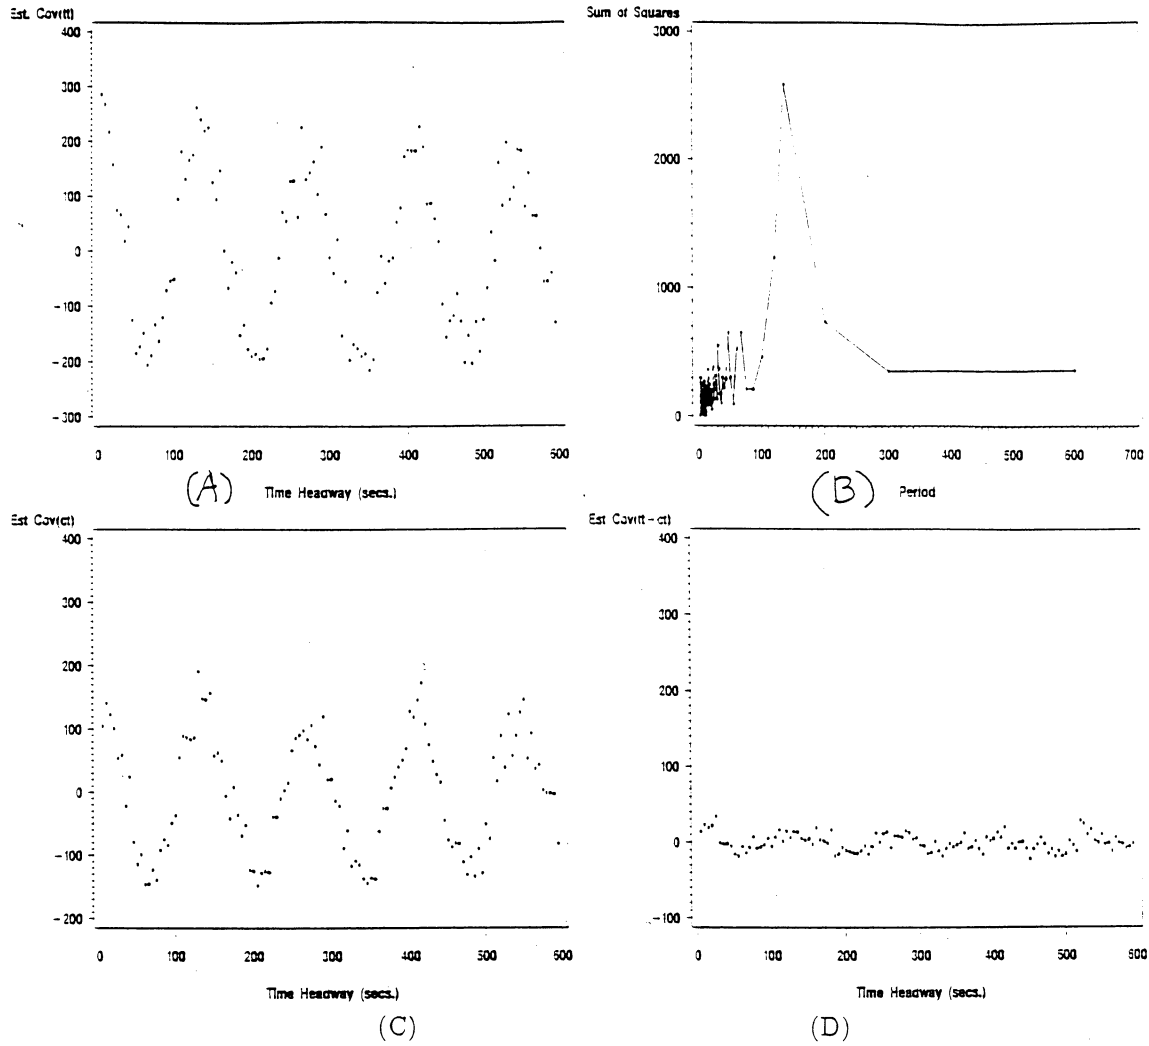 Est. Cov(tt)
400
300
200
100
0
-100
-200
-300
0 100 200 300 400 500 600
(A) Time Headway (secs.)
Sum of Squares
3000
2000
1000
0
0 100 200 300 400 500 600 700
(B) Period
Est Cov(ct)
400
300
200
100
0
-100
-200
0 100 200 300 400 500 600
Time Headway (secs.)
(C)
Est Cov(tt-ct)
400
300
200
100
0
-100
0 100 200 300 400 500 600
Time Headway (secs.)
(D)